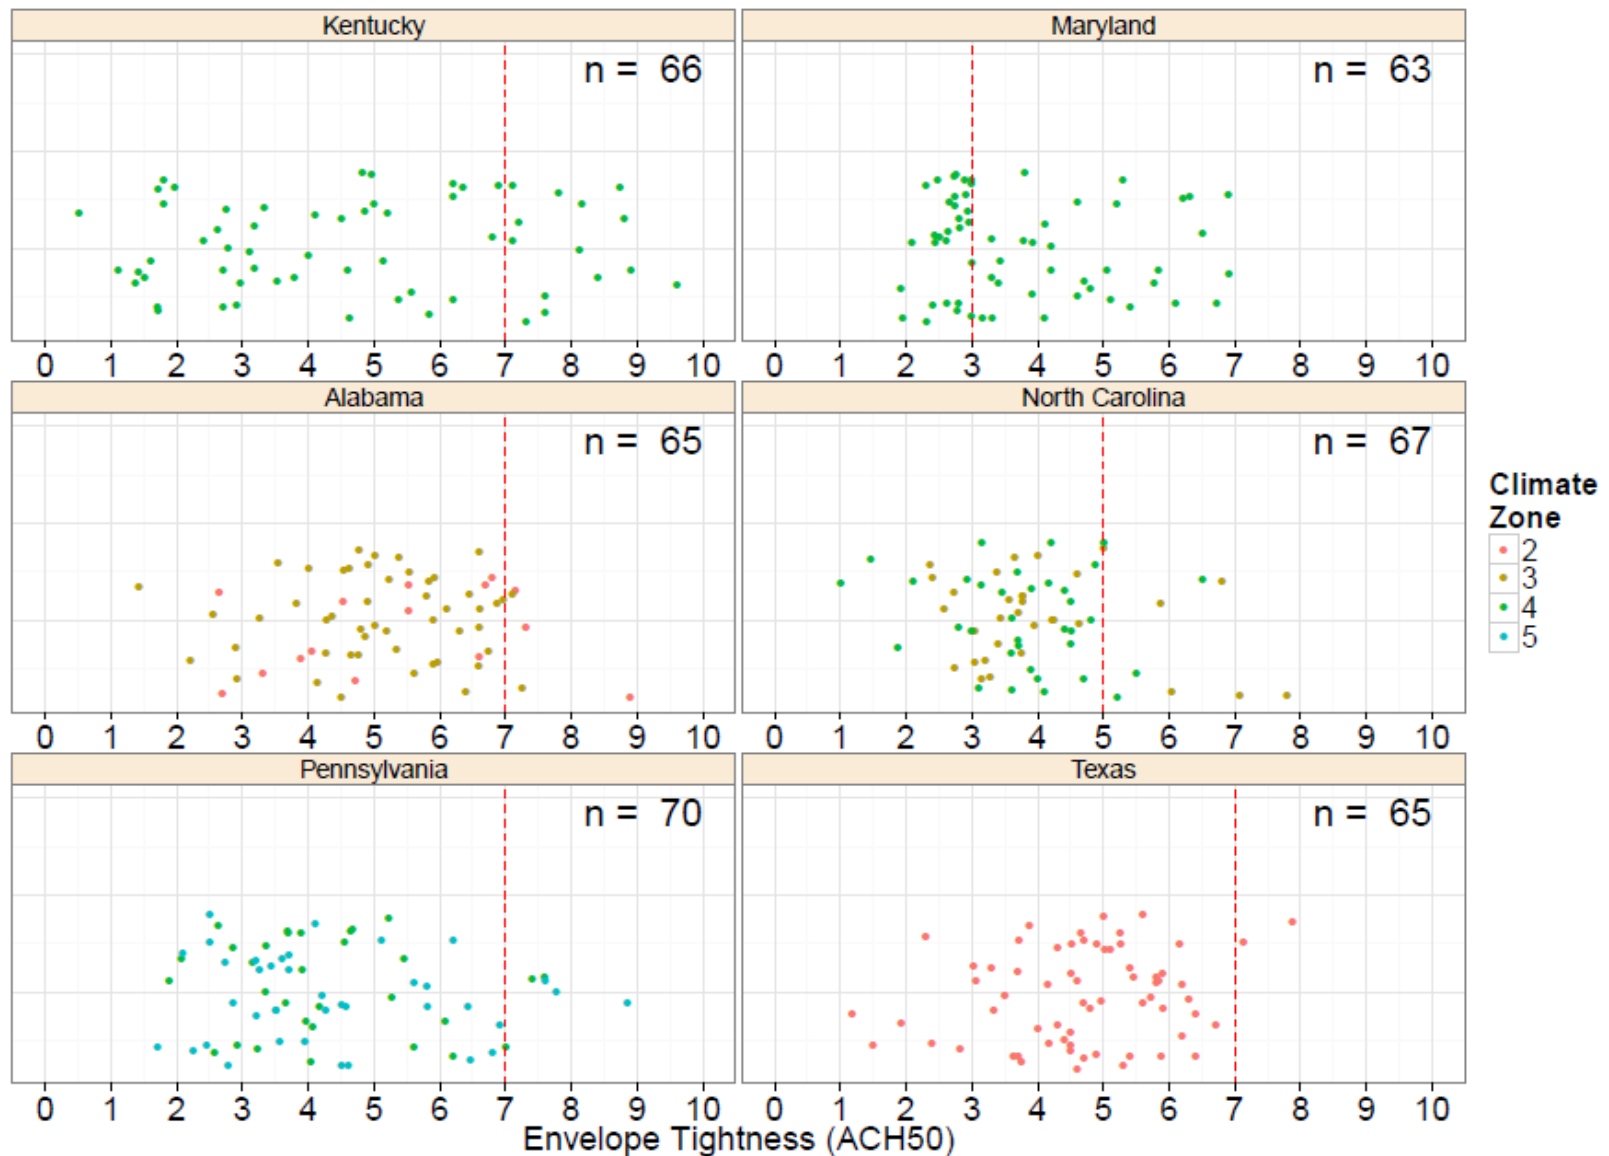 Kentucky Maryland
n = 66 n = 63
0 1 2 3 4 5 6 7 8 9 10 0 1 2 3 4 5 6 7 8 9 10
Alabama North Carolina
n = 65 n = 67
0 1 2 3 4 5 6 7 8 9 10 0 1 2 3 4 5 6 7 8 9 10
Pennsylvania Texas
n = 70 n = 65
0 1 2 3 4 5 6 7 8 9 10 0 1 2 3 4 5 6 7 8 9 10
Envelope Tightness (ACH50)
Climate
Zone
2
3
4
5